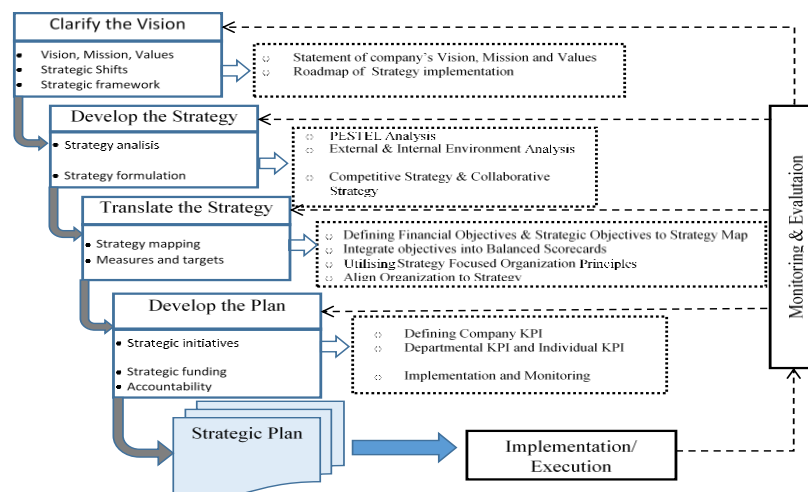 Clarify the Vision
Vision, Mission, Values
Strategic Shifts
Strategic framework
Statement of company's Vision, Mission and Values
Roadmap of Strategy implementation
Develop the Strategy
Strategy analisis
Strategy formulation
PESTEL Analysis
External & Internal Environment Analysis
Competitive Strategy & Collaborative
Strategy
Translate the Strategy
Strategy mapping
Measures and targets
Defining Financial Objectives & Strategic Objectives to Strategy Map
Integrate objectives into Balanced Scorecards
Utilising Strategy Focused Organization Principles
Align Organization to Strategy
Develop the Plan
Strategic initiatives
Strategic funding
Accountability
Defining Company KPI
Departmental KPI and Individual KPI
Implementation and Monitoring
Strategic Plan
Implementation/
Execution
Monitoring & Evalutaion